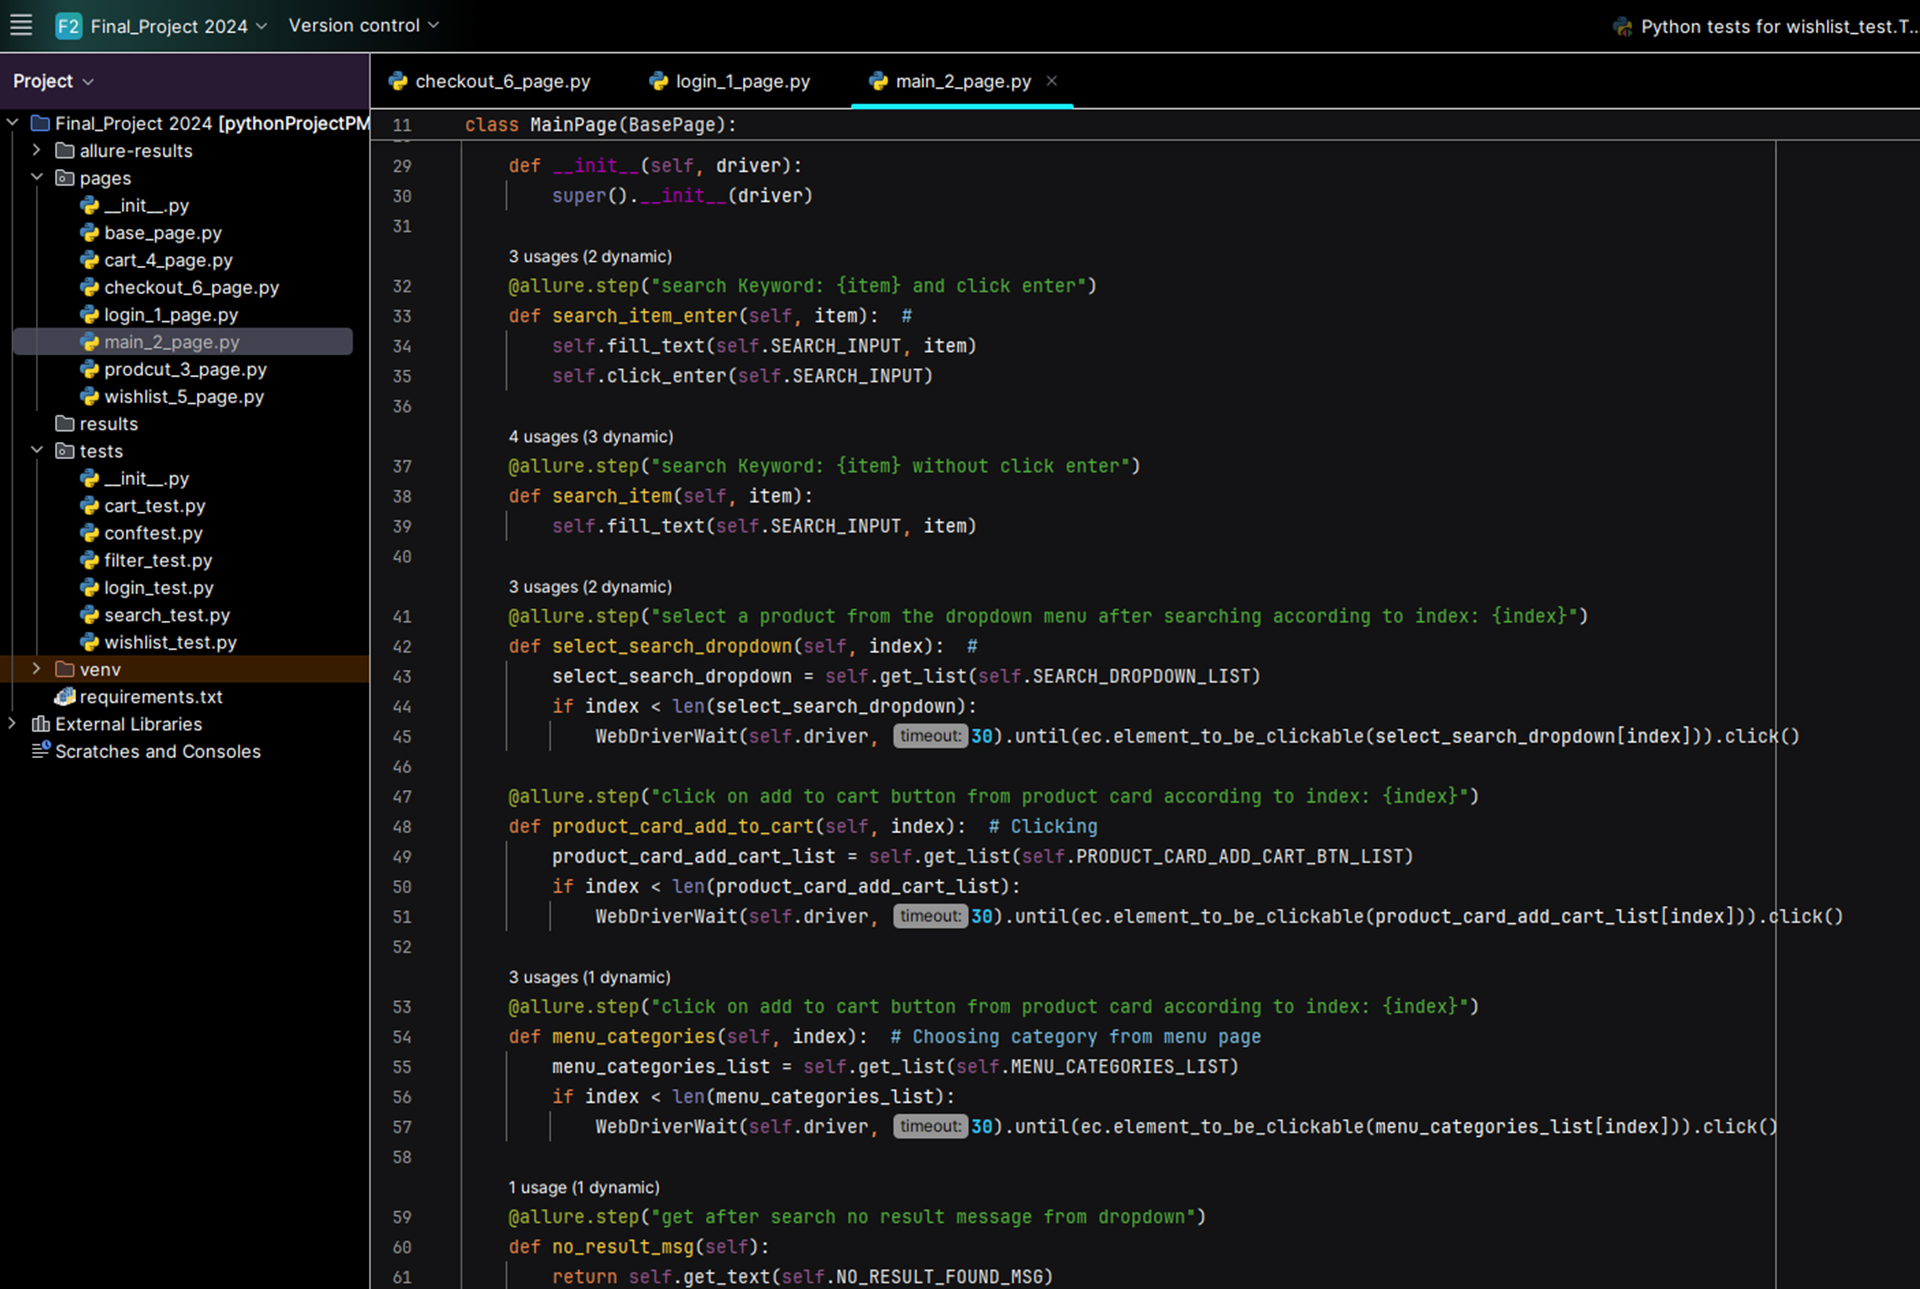 F2 Final_Project 2024 Version control
Python tests for wishlist_test.T...
Project
Final_Project 2024 [pythonProjectPM
allure-results
pages
__init__.py
base_page.py
cart_4_page.py
checkout_6_page.py
login_1_page.py
main_2_page.py
prodcut_3_page.py
wishlist_5_page.py
results
tests
__init__.py
cart_test.py
conftest.py
filter_test.py
login_test.py
search_test.py
wishlist_test.py
venv
requirements.txt
External Libraries
Scratches and Consoles
checkout_6_page.py login_1_page.py main_2_page.py
11 class MainPage(BasePage):
29 def __init__(self, driver):
30 super().__init__(driver)
31
3 usages (2 dynamic)
32 @allure.step("search Keyword: {item} and click enter")
33 def search_item_enter(self, item): #
34 self.fill_text(self.SEARCH_INPUT, item)
35 self.click_enter(self.SEARCH_INPUT)
36
4 usages (3 dynamic)
37 @allure.step("search Keyword: {item} without click enter")
38 def search_item(self, item):
39 self.fill_text(self.SEARCH_INPUT, item)
40
3 usages (2 dynamic)
41 @allure.step("select a product from the dropdown menu after searching according to index: {index}")
42 def select_search_dropdown(self, index): #
43 select_search_dropdown = self.get_list(self.SEARCH_DROPDOWN_LIST)
44 if index < len(select_search_dropdown):
45 WebDriverWait(self.driver, timeout: 30).until(ec.element_to_be_clickable(select_search_dropdown[index])).click()
46
47 @allure.step("click on add to cart button from product card according to index: {index}")
48 def product_card_add_to_cart(self, index): # Clicking
49 product_card_add_cart_list = self.get_list(self.PRODUCT_CARD_ADD_CART_BTN_LIST)
50 if index < len(product_card_add_cart_list):
51 WebDriverWait(self.driver, timeout: 30).until(ec.element_to_be_clickable(product_card_add_cart_list[index])).click()
52
3 usages (1 dynamic)
53 @allure.step("click on add to cart button from product card according to index: {index}")
54 def menu_categories(self, index): # Choosing category from menu page
55 menu_categories_list = self.get_list(self.MENU_CATEGORIES_LIST)
56 if index < len(menu_categories_list):
57 WebDriverWait(self.driver, timeout: 30).until(ec.element_to_be_clickable(menu_categories_list[index])).click()
58
1 usage (1 dynamic)
59 @allure.step("get after search no result message from dropdown")
60 def no_result_msg(self):
61 return self.get_text(self.NO_RESULT_FOUND_MSG)